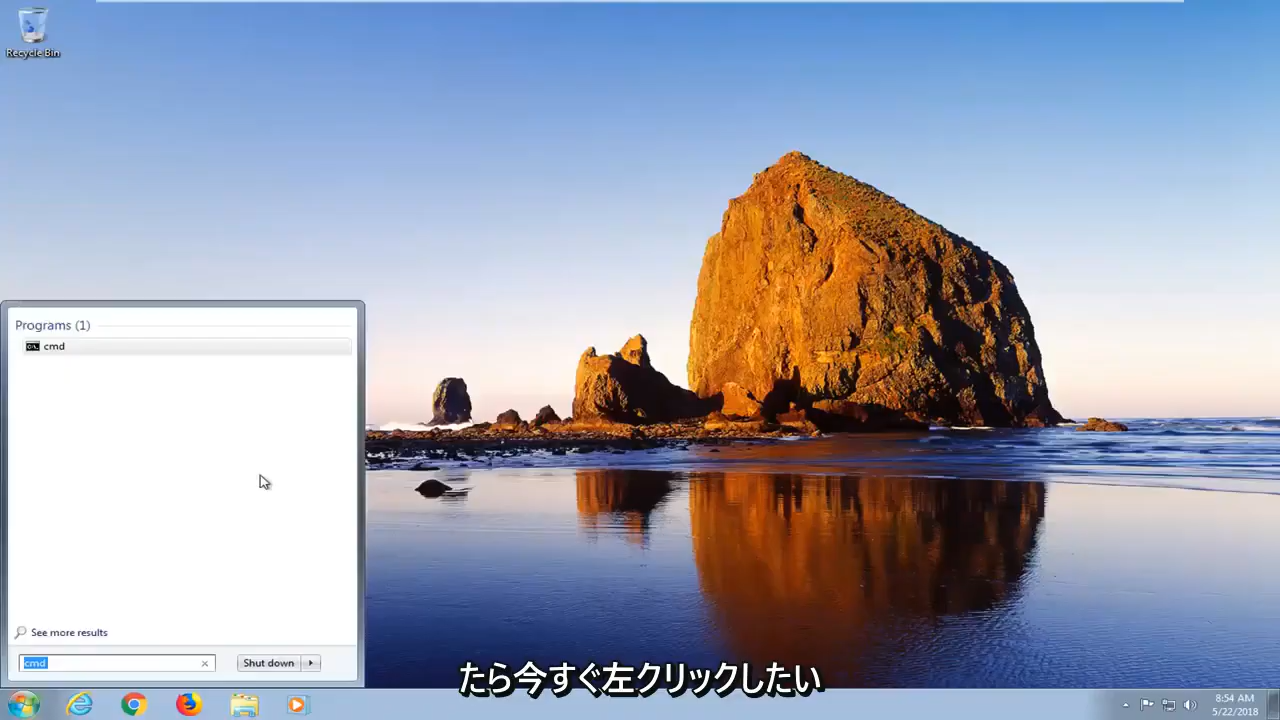 Recycle Bin
Programs (1)
cmd
See more results
cmd
Shut down
たら今すぐ左クリックしたい
8:54 AM
5/22/2018